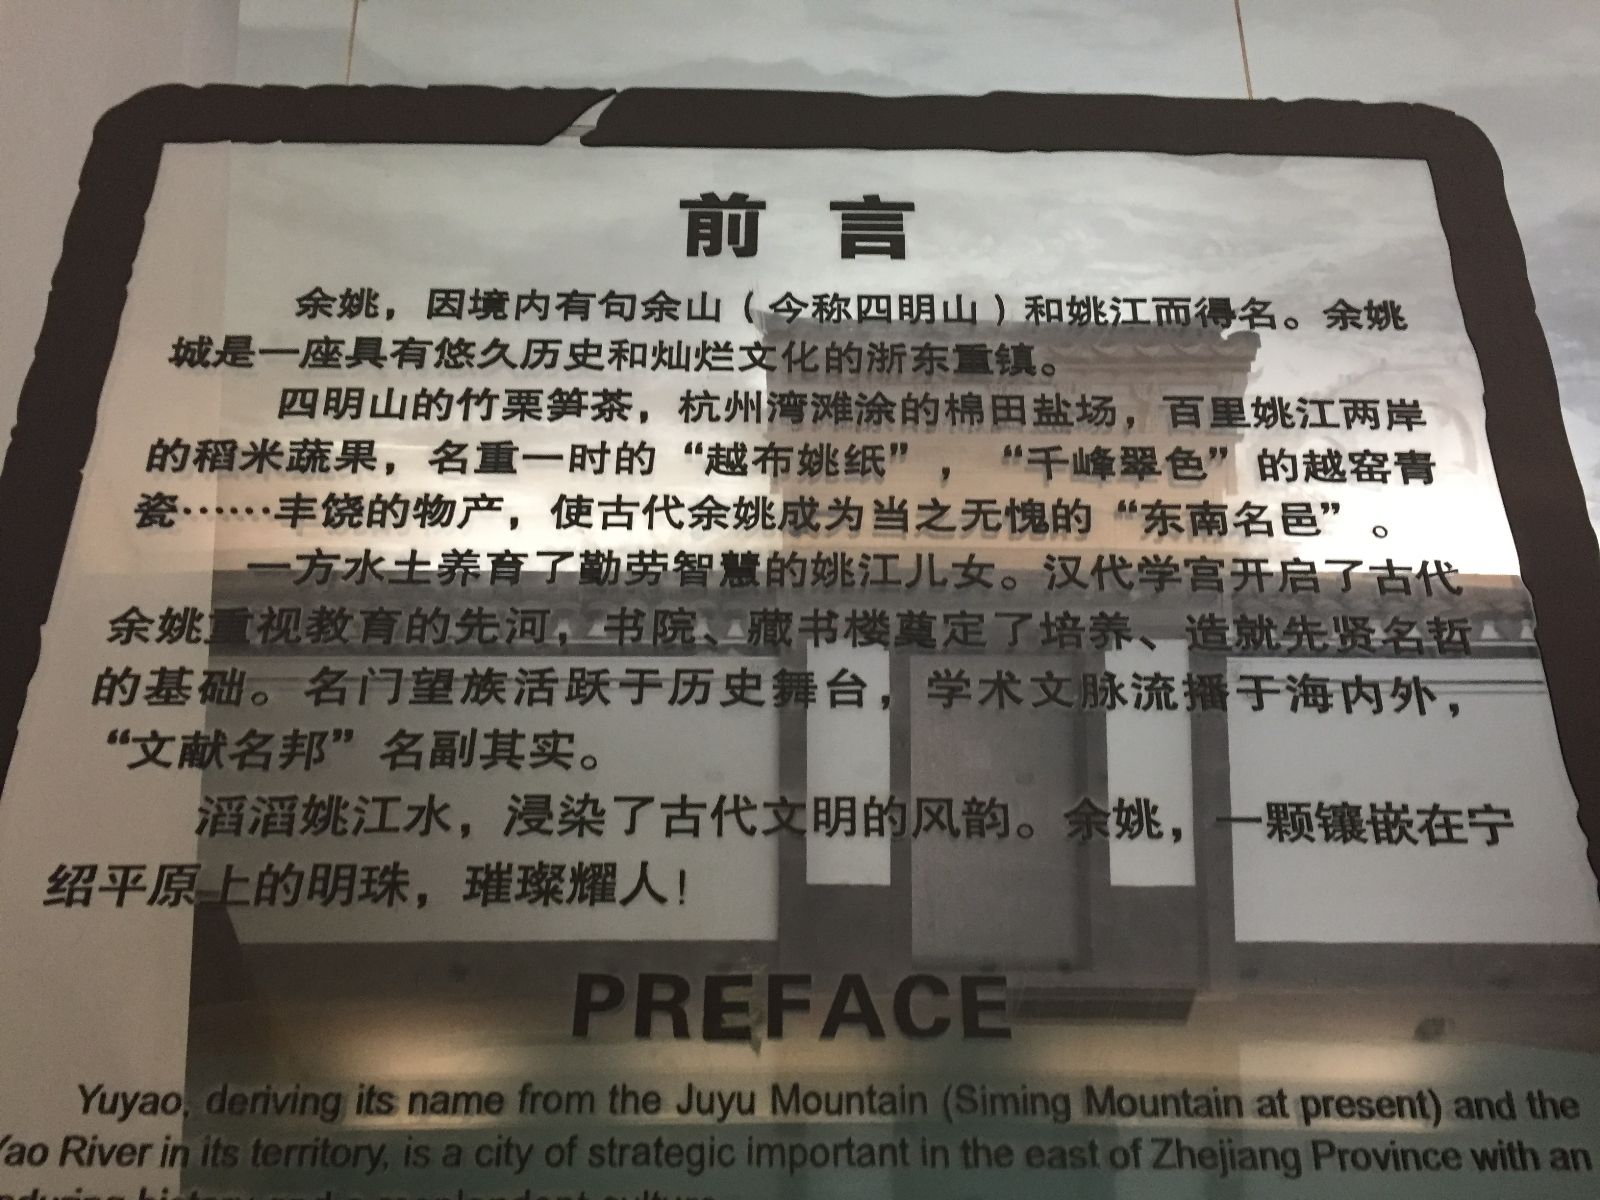 前言
余姚，因境内有句余山（今称四明山）和姚江而得名。余姚
城是一座具有悠久历史和灿烂文化的浙东重镇。
四明山的竹栗笋茶，杭州湾滩涂的棉田盐场，百里姚江两岸
的稻米蔬果，名重一时的“越布姚纸”，“千峰翠色”的越窑青
瓷……丰饶的物产，使古代余姚成为当之无愧的“东南名邑”。
一方水土养育了勤劳智慧的姚江儿女。汉代学宫开启了古代
余姚重视教育的先河，书院、藏书楼奠定了培养、造就先贤名哲
的基础。名门望族活跃于历史舞台，学术文脉流播于海内外，
“文献名邦”名副其实。
滔滔姚江水，浸染了古代文明的风韵。余姚，一颗镶嵌在宁
绍平原上的明珠，璀璨耀人！
PREFACE
Yuyao, deriving its name from the Juyu Mountain (Siming Mountain at present) and the
Yao River in its territory, is a city of strategic important in the east of Zhejiang Province with an